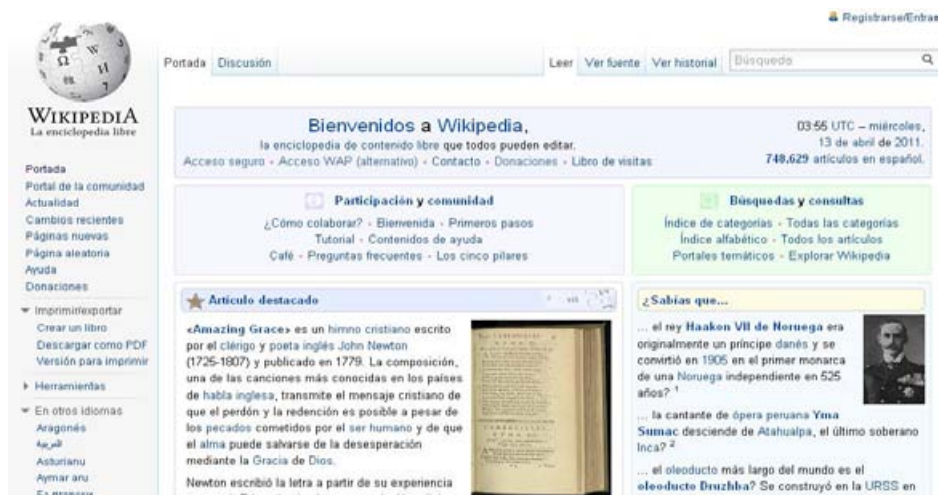 Registrarse/Entrar
Portada Discusión Leer Ver fuente Ver historial Búsqueda
WIKIPEDIA
La enciclopedia libre
Portada
Portal de la comunidad
Actualidad
Cambios recientes
Páginas nuevas
Página aleatoria
Ayuda
Donaciones
Imprimir/exportar
Crear un libro
Descargar como PDF
Versión para imprimir
Herramientas
En otros idiomas
Aragonés
العربية
Asturianu
Aymar aru
Bienvenidos a Wikipedia,
la enciclopedia de contenido libre que todos pueden editar.
Acceso seguro - Acceso WAP (alternativo) - Contacto - Donaciones - Libro de visitas
03:55 UTC – miércoles,
13 de abril de 2011.
748,629 artículos en español.
Participación y comunidad
¿Cómo colaborar? - Bienvenida - Primeros pasos
Tutorial - Contenidos de ayuda
Café - Preguntas frecuentes - Los cinco pilares
Búsquedas y consultas
Índice de categorías - Todas las categorías
Índice alfabético - Todos los artículos
Portales temáticos - Explorar Wikipedia
Artículo destacado
«Amazing Grace» es un himno cristiano escrito
por el clérigo y poeta inglés John Newton
(1725-1807) y publicado en 1779. La composición,
una de las canciones más conocidas en los países
de habla inglesa, transmite el mensaje cristiano de
que el perdón y la redención es posible a pesar de
los pecados cometidos por el ser humano y de que
el alma puede salvarse de la desesperación
mediante la Gracia de Dios.
Newton escribió la letra a partir de su experiencia
¿Sabías que...
... el rey Haakon VII de Noruega era
originalmente un príncipe danés y se
convirtió en 1905 en el primer monarca
de una Noruega independiente en 525
años? 1
... la cantante de ópera peruana Yma
Sumac desciende de Atahualpa, el último soberano
Inca? 2
... el oleoducto más largo del mundo es el
oleoducto Druzhba? Se construyó en la URSS en